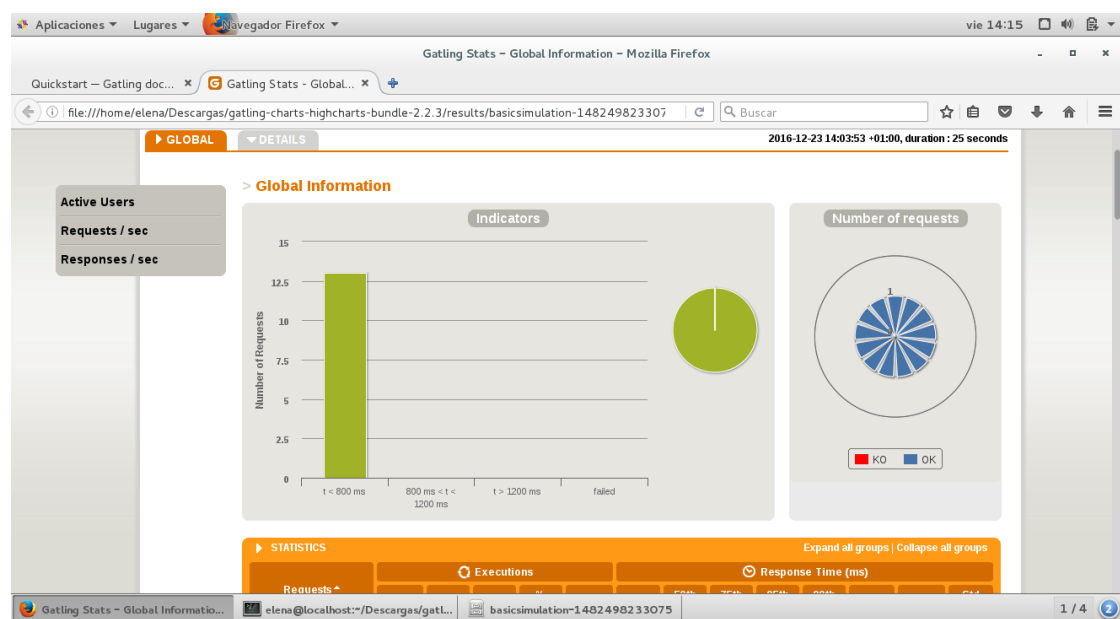 Aplicaciones Lugares Navegador Firefox vie 14:15
Gatling Stats - Global Information - Mozilla Firefox
Quickstart — Gatling doc... Gatling Stats - Global...
file:///home/elena/Descargas/gatling-charts-highcharts-bundle-2.2.3/results/basicsimulation-148249823307 Buscar
GLOBAL DETAILS 2016-12-23 14:03:53 +01:00, duration : 25 seconds
> Global Information
Active Users
Requests / sec
Responses / sec
Indicators
Number of Requests
15
12.5
10
7.5
5
2.5
0
t < 800 ms
800 ms < t < 1200 ms
t > 1200 ms
failed
Number of requests
1
KO OK
STATISTICS Expand all groups | Collapse all groups
Executions Response Time (ms)
Requests
%
50th 75th 95th 99th Std
Gatling Stats - Global Informatio... elena@localhost:~/Descargas/gatl... basicsimulation-1482498233075 1 / 4 2